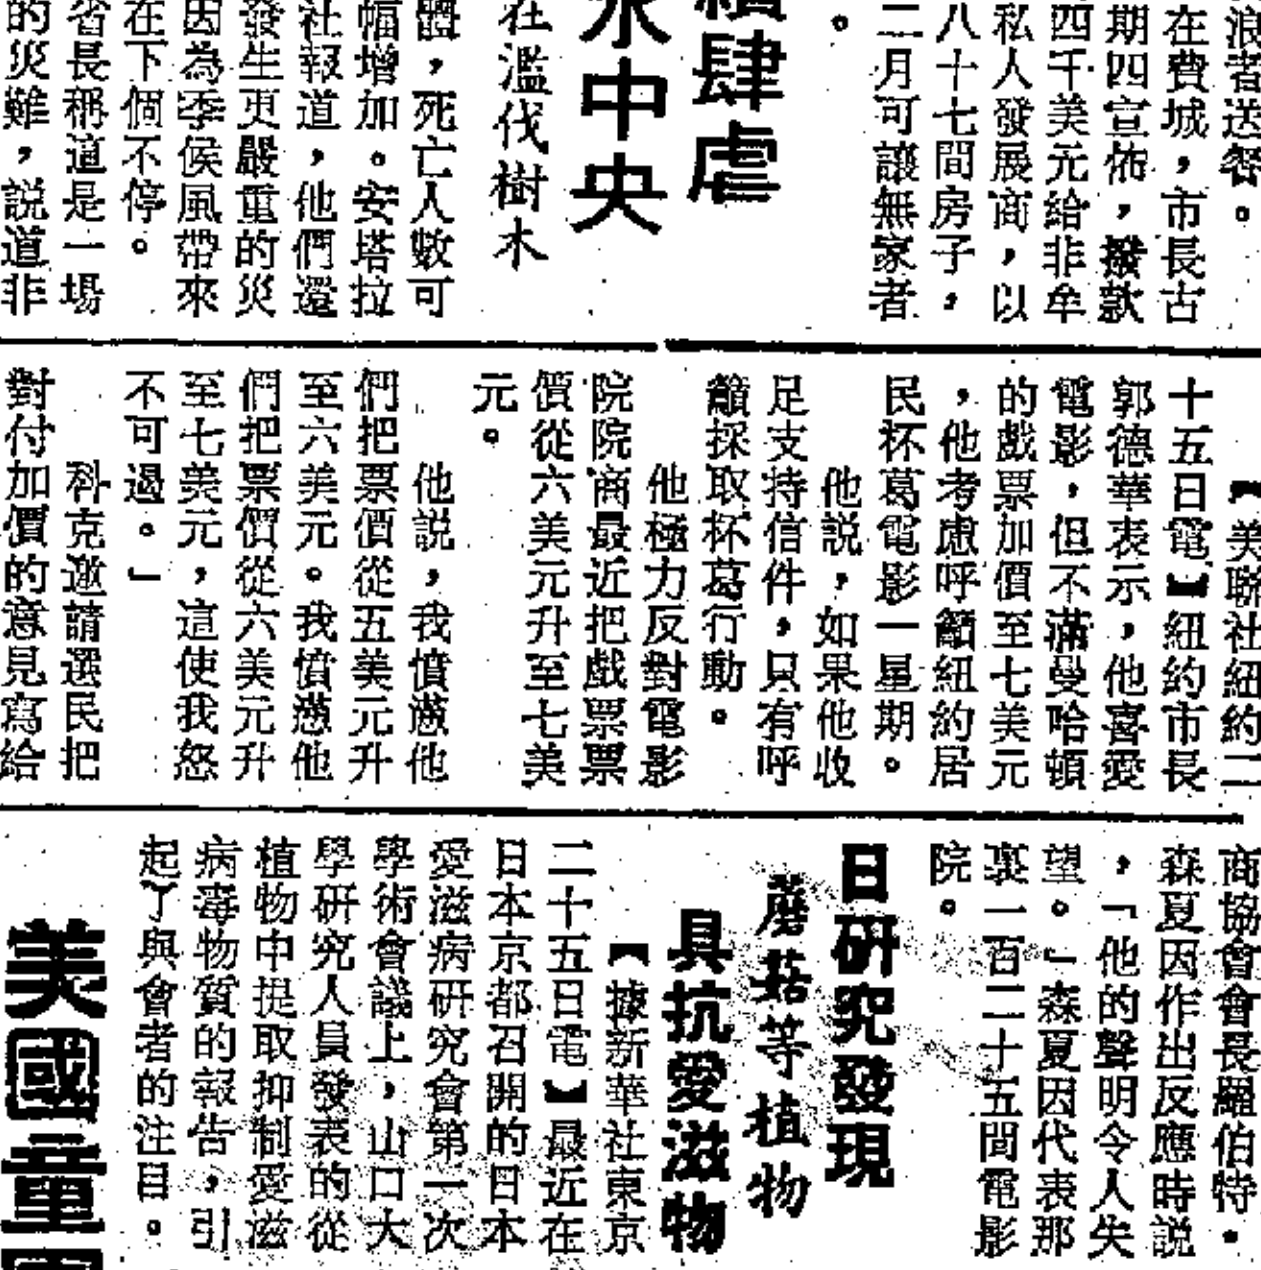 浪者送餐。
在費城，市長古
期四宣佈，撥款
四千美元給非牟
私人發展商，以
八十七間房子，
二月可讓無家者
。
肆虐
水中央
在濫伐樹木
體，死亡人數可
幅增加。安塔拉
社報道，他們還
發生更嚴重的災
因為季候風帶來
在下個不停。
省長稱這是一場
的災難，説道非
【美聯社紐約二
十五日電】紐約市長
郭德華表示，他喜愛
電影，但不滿曼哈頓
的戲票加價至七美元
，他考慮呼籲紐約居
民杯葛電影一星期。
他説，如果他收
足支持信件，只有呼
籲採取杯葛行動。
他極力反對電影
院院商最近把戲票票
價從六美元升至七美
元。
他説，我憤懣他
們把票價從五美元升
至六美元。我憤懣他
們把票價從六美元升
至七美元，這使我怒
不可遏。」
科克邀請選民把
對付加價的意見寫給
商協會會長羅伯特·
森夏因作出反應時説
，「他的聲明令人失
望。」森夏因代表那
裏一百二十五間電影
院。
日研究發現
蘑菇等植物
具抗愛滋物
【據新華社東京
二十五日電】最近在
日本京都召開的日本
愛滋病研究會第一次
學術會議上，山口大
學研究人員發表的從
植物中提取抑制愛滋
病毒物質的報告，引
起了與會者的注目。
美國童